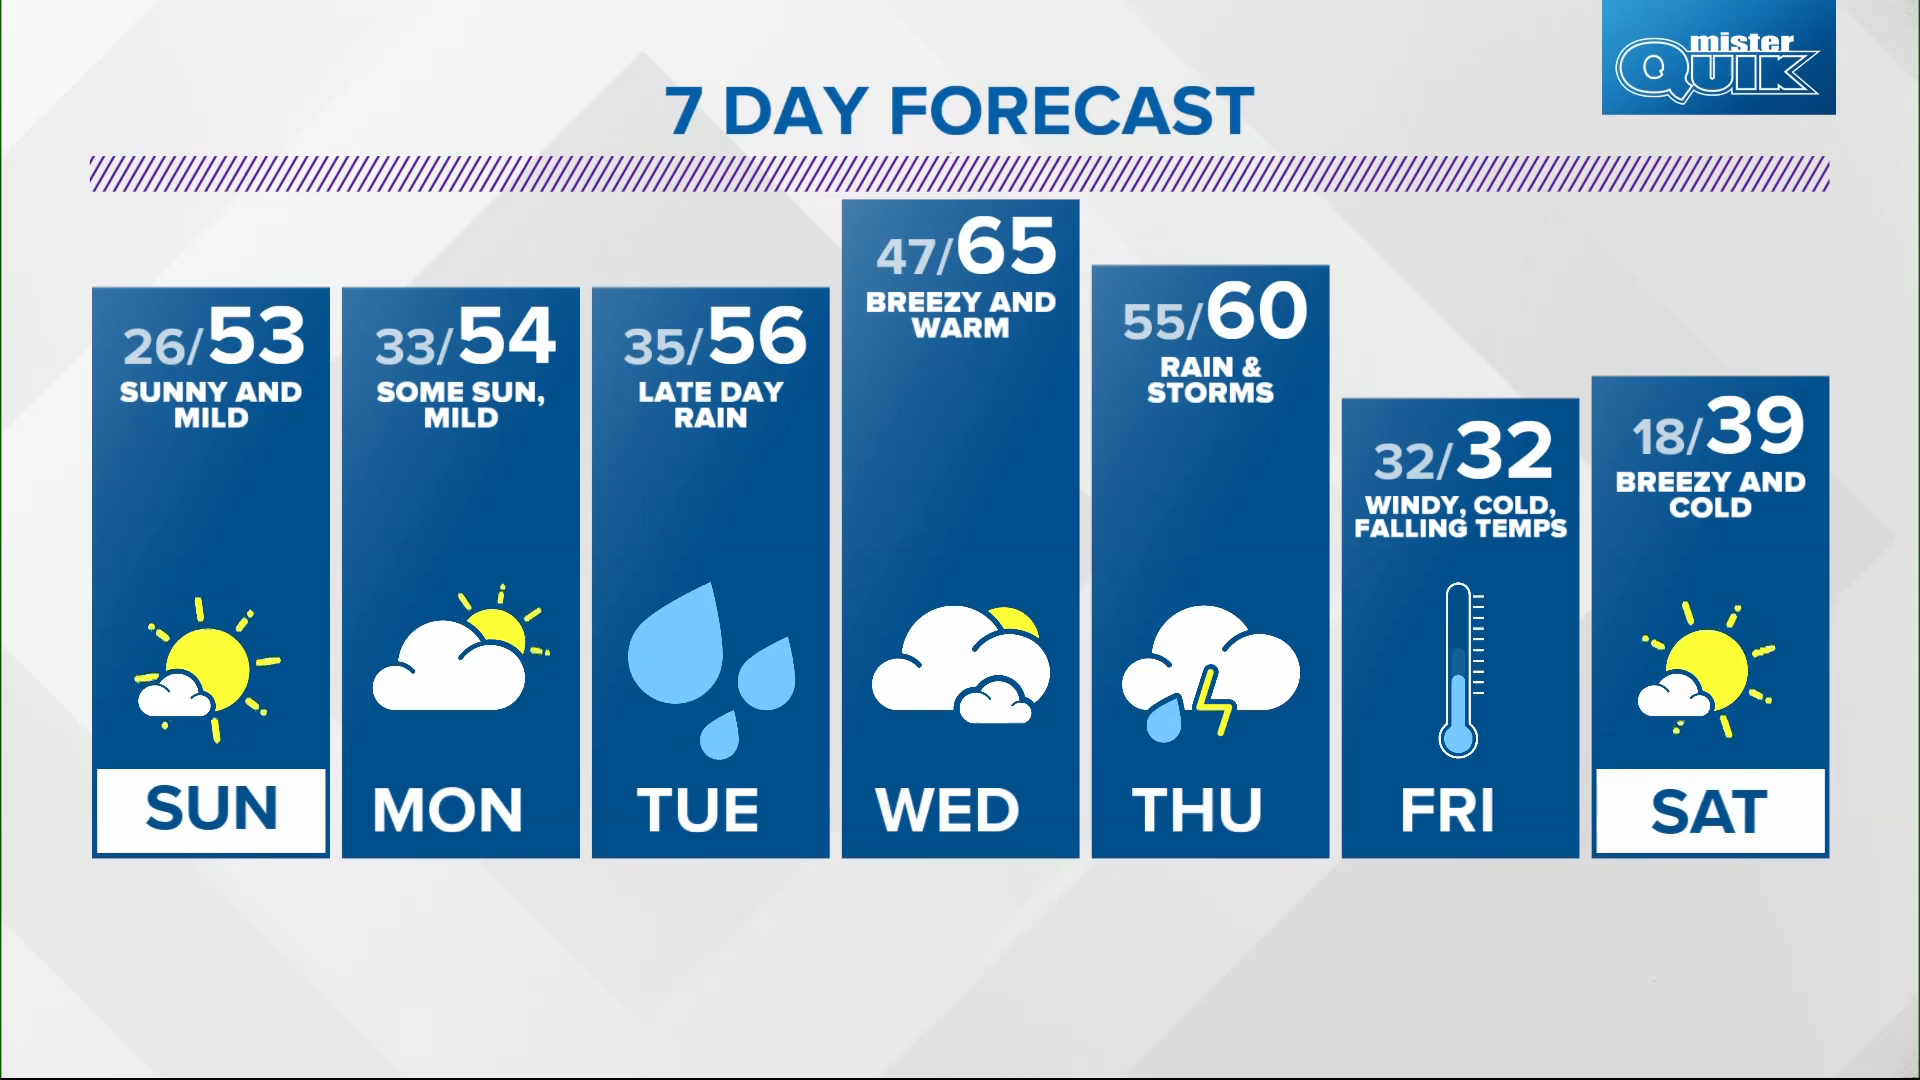 mister
QUIK
7 DAY FORECAST
26/53
SUNNY AND
MILD
SUN
33/54
SOME SUN,
MILD
MON
35/56
LATE DAY
RAIN
TUE
47/65
BREEZY AND
WARM
WED
55/60
RAIN &
STORMS
THU
32/32
WINDY, COLD,
FALLING TEMPS
FRI
18/39
BREEZY AND
COLD
SAT